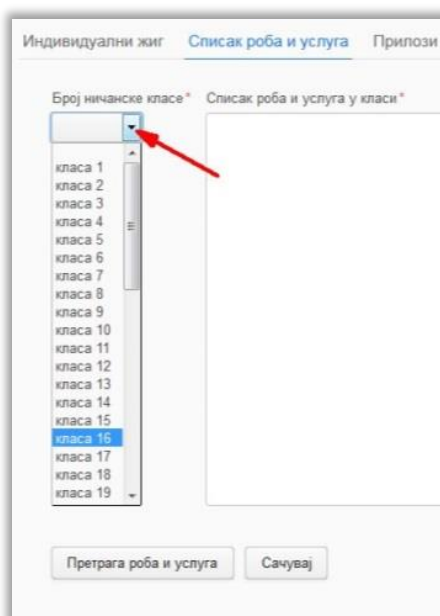 Индивидуални жиг Списак роба и услуга Прилози
Број ничанске класе* Списак роба и услуга у класи*
класа 1
класа 2
класа 3
класа 4
класа 5
класа 6
класа 7
класа 8
класа 9
класа 10
класа 11
класа 12
класа 13
класа 14
класа 15
класа 16
класа 17
класа 18
класа 19
Претрага роба и услуга Сачувај